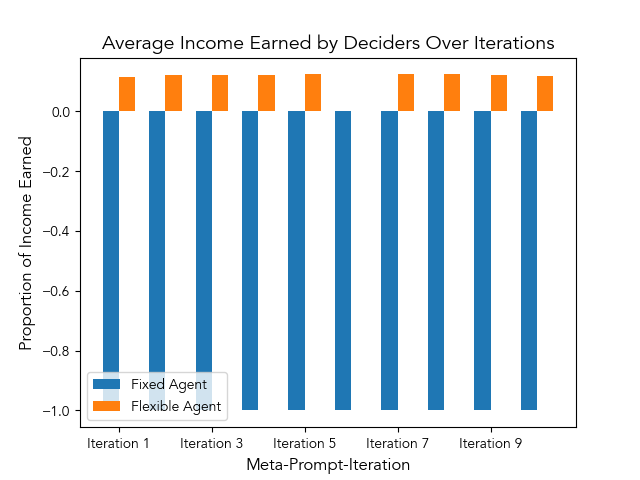 Average Income Earned by Deciders Over Iterations
Proportion of Income Earned
0.0
−0.2
−0.4
−0.6
−0.8
−1.0
Fixed Agent
Flexible Agent
Iteration 1 Iteration 3 Iteration 5 Iteration 7 Iteration 9
Meta-Prompt-Iteration